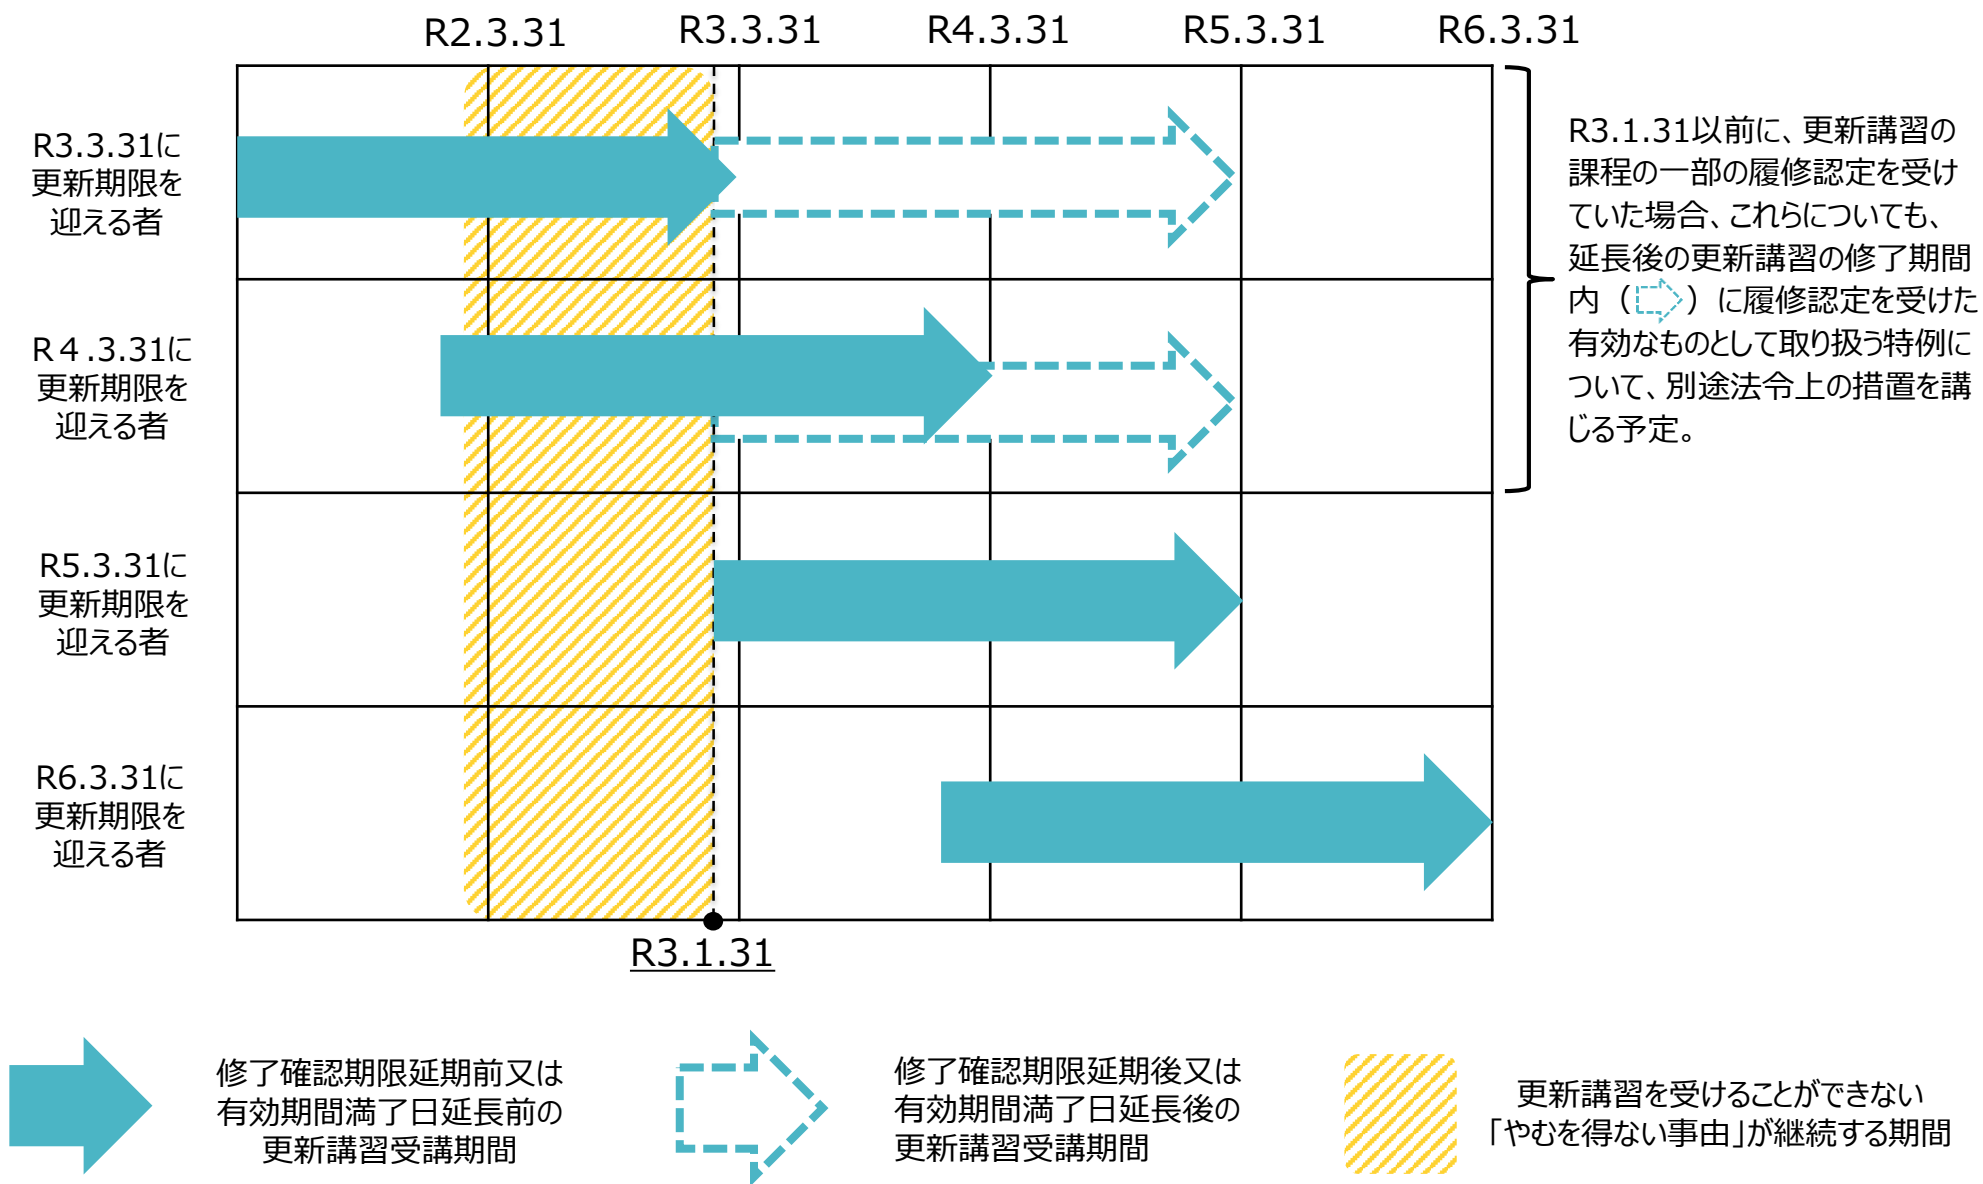 R2.3.31
R3.3.31
R4.3.31
R5.3.31
R6.3.31
R3.3.31に
更新期限を
迎える者
R４.3.31に
更新期限を
迎える者
R5.3.31に
更新期限を
迎える者
R6.3.31に
更新期限を
迎える者
R3.1.31以前に、更新講習の
課程の一部の履修認定を受け
ていた場合、これらについても、
延長後の更新講習の修了期間
内（ ）に履修認定を受けた
有効なものとして取り扱う特例に
ついて、別途法令上の措置を講
じる予定。
R3.1.31
修了確認期限延期前又は
有効期間満了日延長前の
更新講習受講期間
修了確認期限延期後又は
有効期間満了日延長後の
更新講習受講期間
更新講習を受けることができない
「やむを得ない事由」が継続する期間